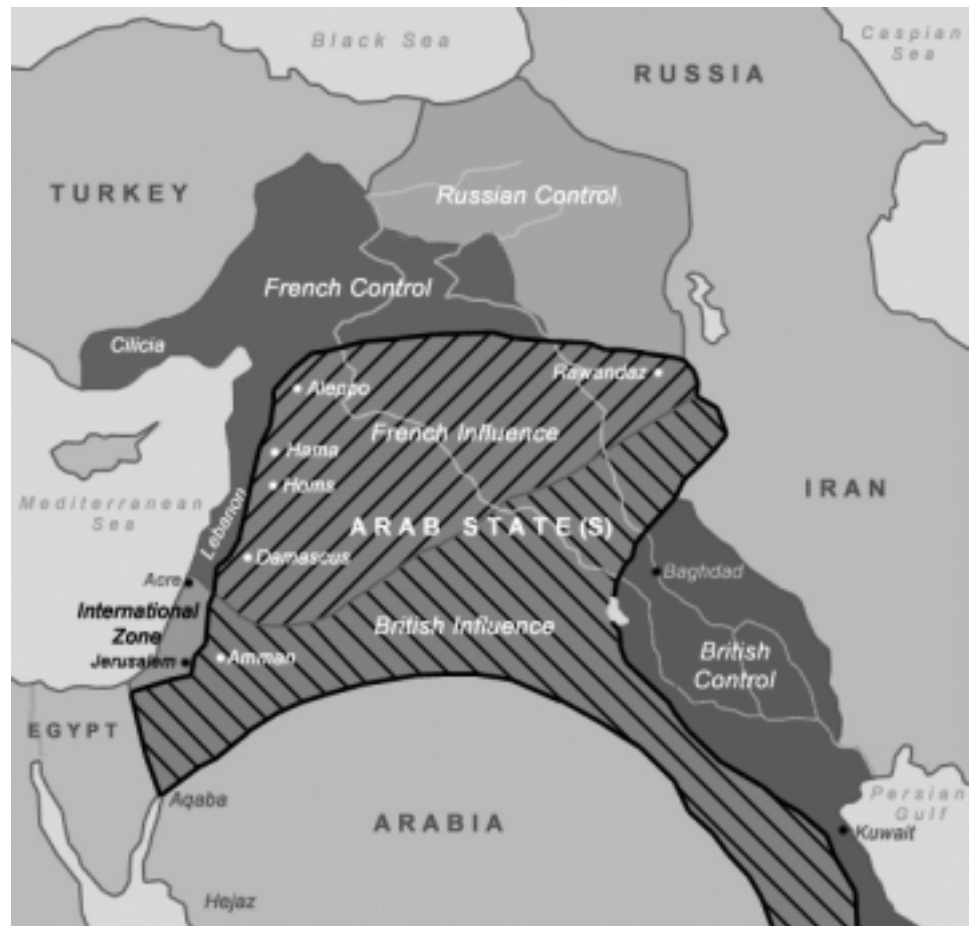 Black Sea
Caspian
Sea
RUSSIA
TURKEY
Russian Control
French Control
Cilicia
Rawandaz
Aleppo
French Influence
Hama
Homs
IRAN
Mediterranean
Sea
Lebanon
ARAB STATE(S)
Damascus
Baghdad
Acre
International
Zone
British Influence
Jerusalem
Amman
British
Control
EGYPT
Aqaba
ARABIA
Persian
Gulf
Kuwait
Hejaz